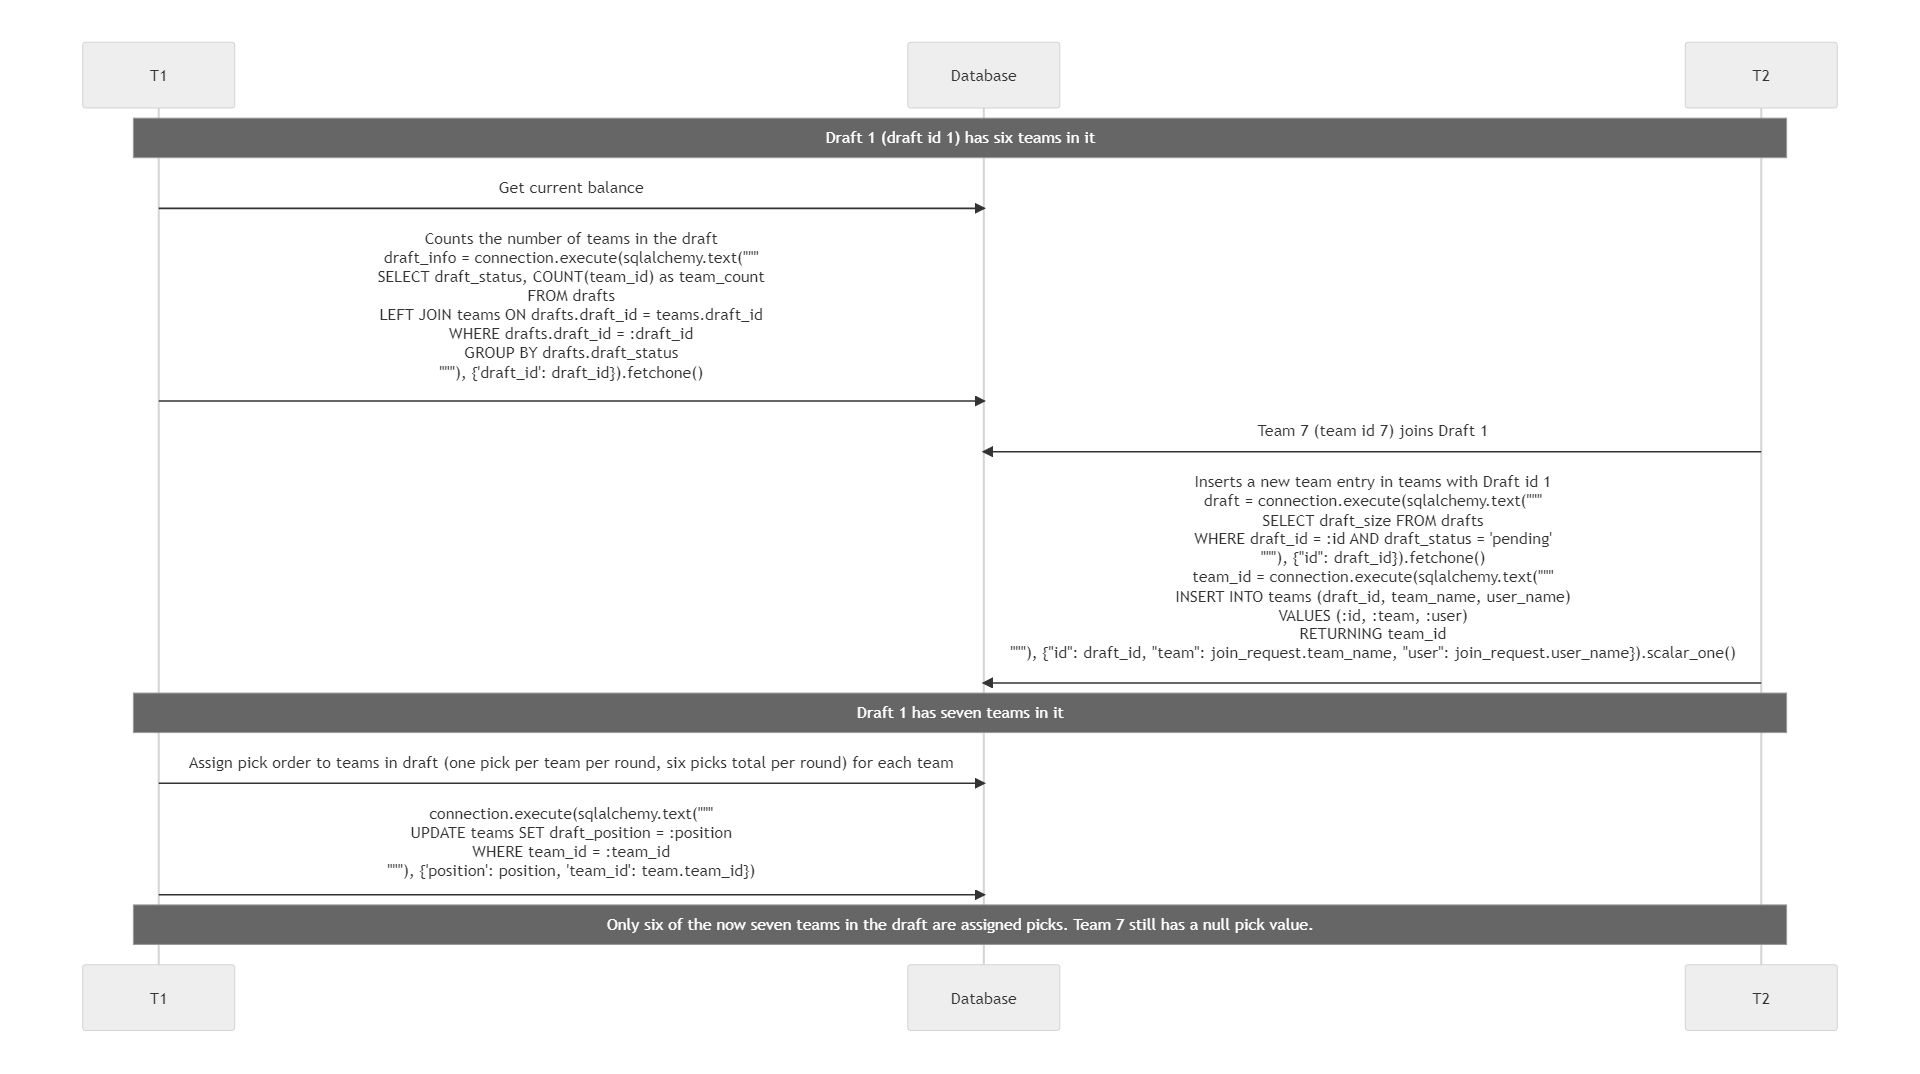 T1
Database
T2
Draft 1 (draft id 1) has six teams in it
Get current balance
Counts the number of teams in the draft
draft_info = connection.execute(sqlalchemy.text("""
SELECT draft_status, COUNT(team_id) as team_count
FROM drafts
LEFT JOIN teams ON drafts.draft_id = teams.draft_id
WHERE drafts.draft_id = :draft_id
GROUP BY drafts.draft_status
"""), {'draft_id': draft_id}).fetchone()
Team 7 (team id 7) joins Draft 1
Inserts a new team entry in teams with Draft id 1
draft = connection.execute(sqlalchemy.text("""
SELECT draft_size FROM drafts
WHERE draft_id = :id AND draft_status = 'pending'
"""), {"id": draft_id}).fetchone()
team_id = connection.execute(sqlalchemy.text("""
INSERT INTO teams (draft_id, team_name, user_name)
VALUES (:id, :team, :user)
RETURNING team_id
"""), {"id": draft_id, "team": join_request.team_name, "user": join_request.user_name}).scalar_one()
Draft 1 has seven teams in it
Assign pick order to teams in draft (one pick per team per round, six picks total per round) for each team
connection.execute(sqlalchemy.text("""
UPDATE teams SET draft_position = :position
WHERE team_id = :team_id
"""), {'position': position, 'team_id': team.team_id})
Only six of the now seven teams in the draft are assigned picks. Team 7 still has a null pick value.
T1
Database
T2